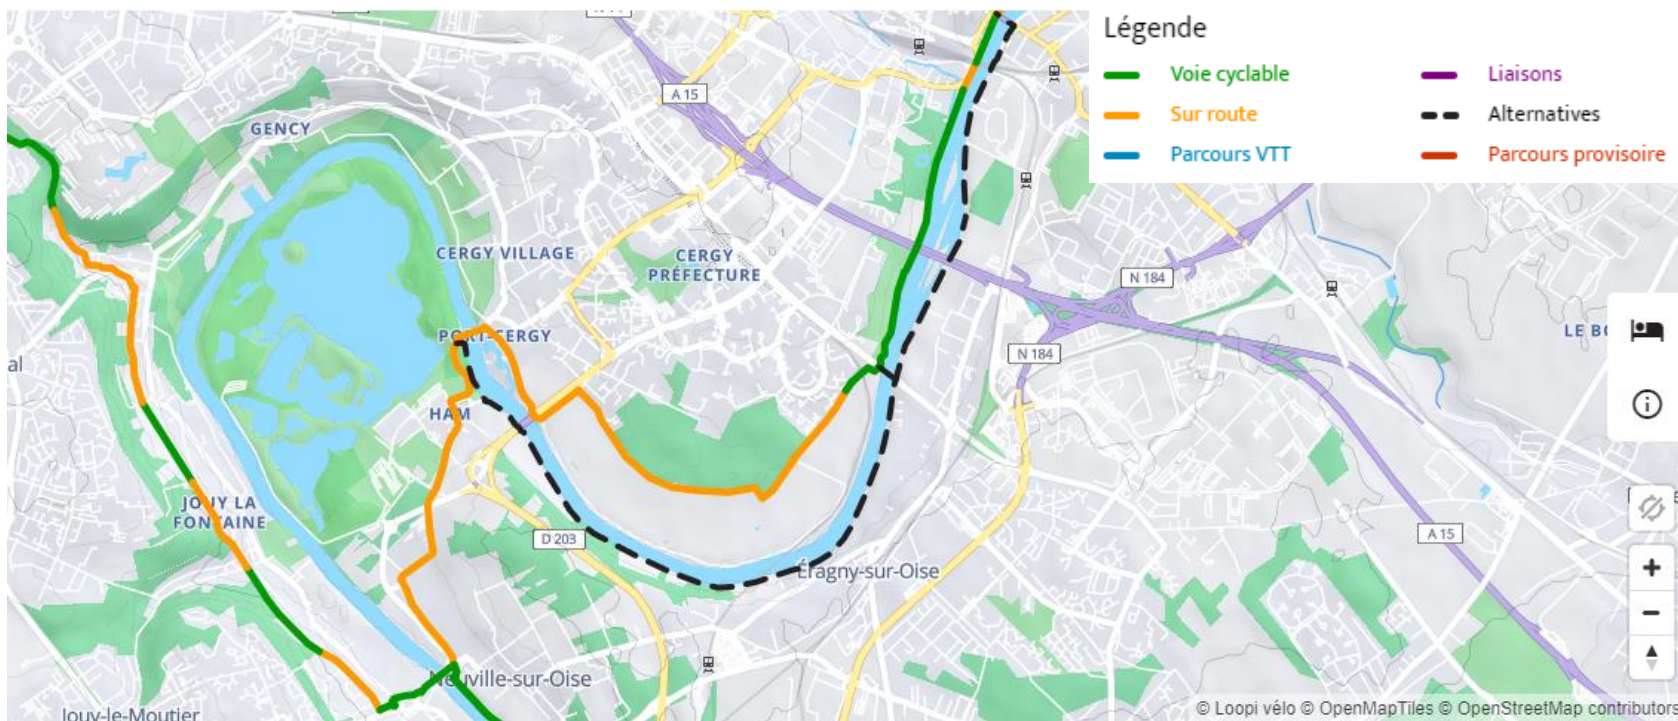 Légende
Voie cyclable
Liaisons
Sur route
Alternatives
Parcours VTT
Parcours provisoire
A 15
GENCY
CERGY VILLAGE
CERGY
PRÉFECTURE
N 184
PORT-CERGY
N 184
HAM
JOUY LA
FONTAINE
D 203
A 15
Éragny-sur-Oise
Neuville-sur-Oise
Jouy-le-Moutier
© Loopi vélo © OpenMapTiles © OpenStreetMap contributors